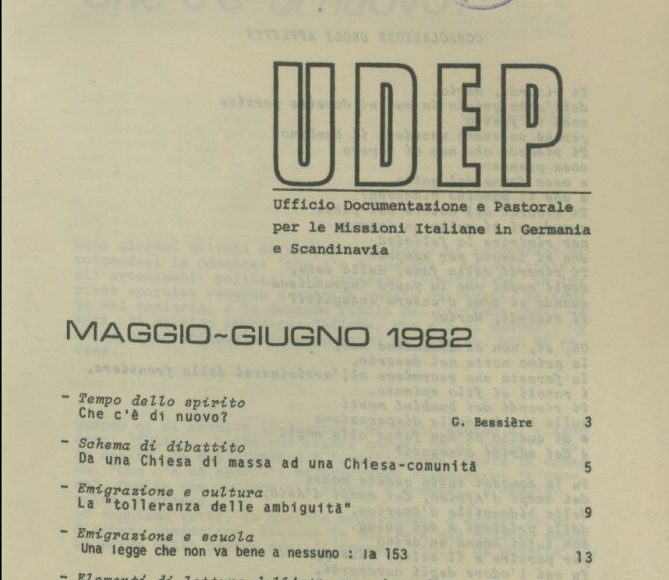 UDEP
Ufficio Documentazione e Pastorale
per le Missioni Italiane in Germania
e Scandinavia
MAGGIO~GIUGNO 1982
- Tempo dello spirito
Che c'è di nuovo? G. Bessière 3
- Schema di dibattito
Da una Chiesa di massa ad una Chiesa-comunità 5
- Emigrazione e cultura
La "tolleranza delle ambiguità" 9
- Emigrazione e scuola
Una legge che non va bene a nessuno : la 153 13